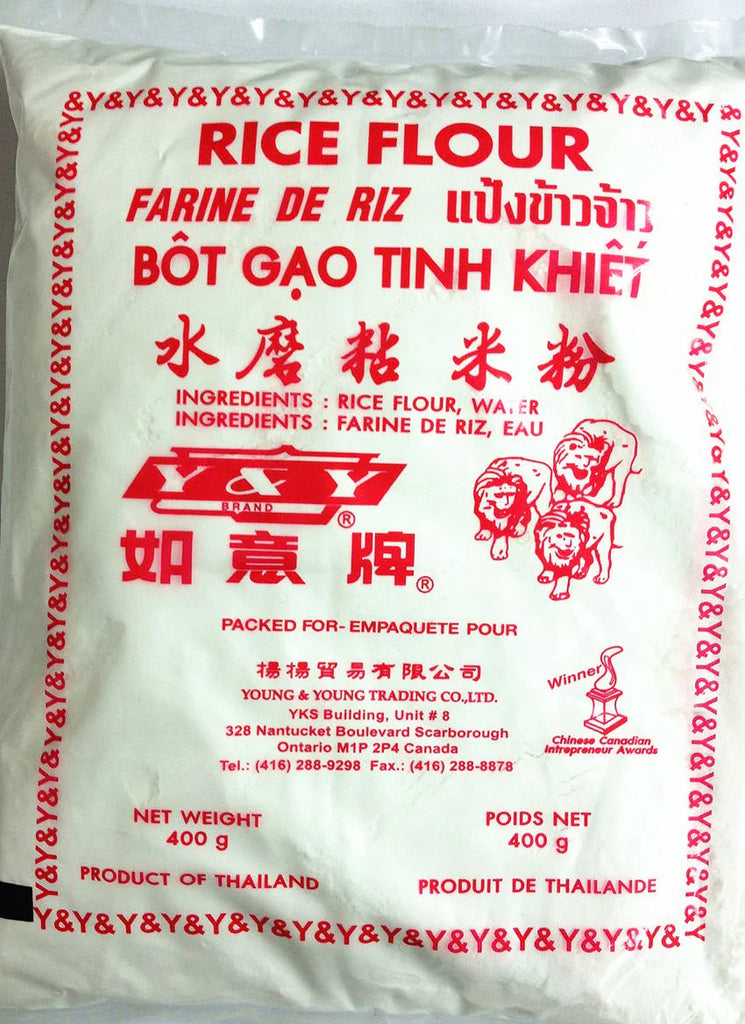 Y&Y&Y&Y&Y&Y&Y&Y&Y&Y&Y&Y&Y&Y&Y
RICE FLOUR
FARINE DE RIZ แป้งข้าวจ้าว
BÔT GẠO TINH KHIẾT
水磨粘米粉
INGREDIENTS : RICE FLOUR, WATER
INGREDIENTS : FARINE DE RIZ, EAU
Y & Y
BRAND ®
如意牌®
PACKED FOR - EMPAQUETE POUR
揚揚貿易有限公司
YOUNG & YOUNG TRADING CO.,LTD.
YKS Building, Unit # 8
328 Nantucket Boulevard Scarborough
Ontario M1P 2P4 Canada
Tel.: (416) 288-9298 Fax.: (416) 288-8878
Winner
Chinese Canadian
Intrepreneur Awards
NET WEIGHT
400 g
POIDS NET
400 g
PRODUCT OF THAILAND
PRODUIT DE THAILANDE
Y&Y&Y&Y&Y&Y&Y&Y&Y&Y&Y&Y&Y&Y&Y&